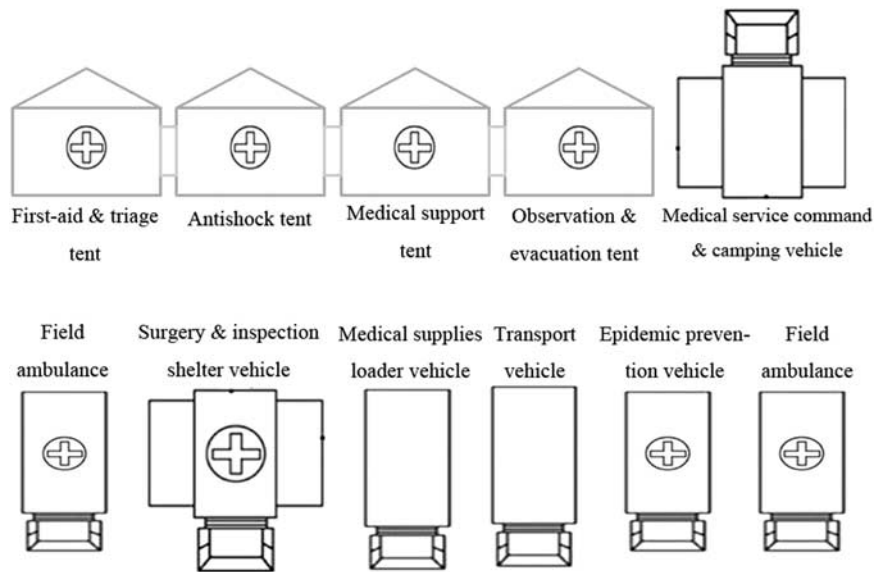 First-aid & triage
tent
Antishock tent
Medical support
tent
Observation &
evacuation tent
Medical service command
& camping vehicle
Field
ambulance
Surgery & inspection
shelter vehicle
Medical supplies
loader vehicle
Transport
vehicle
Epidemic preven-
tion vehicle
Field
ambulance